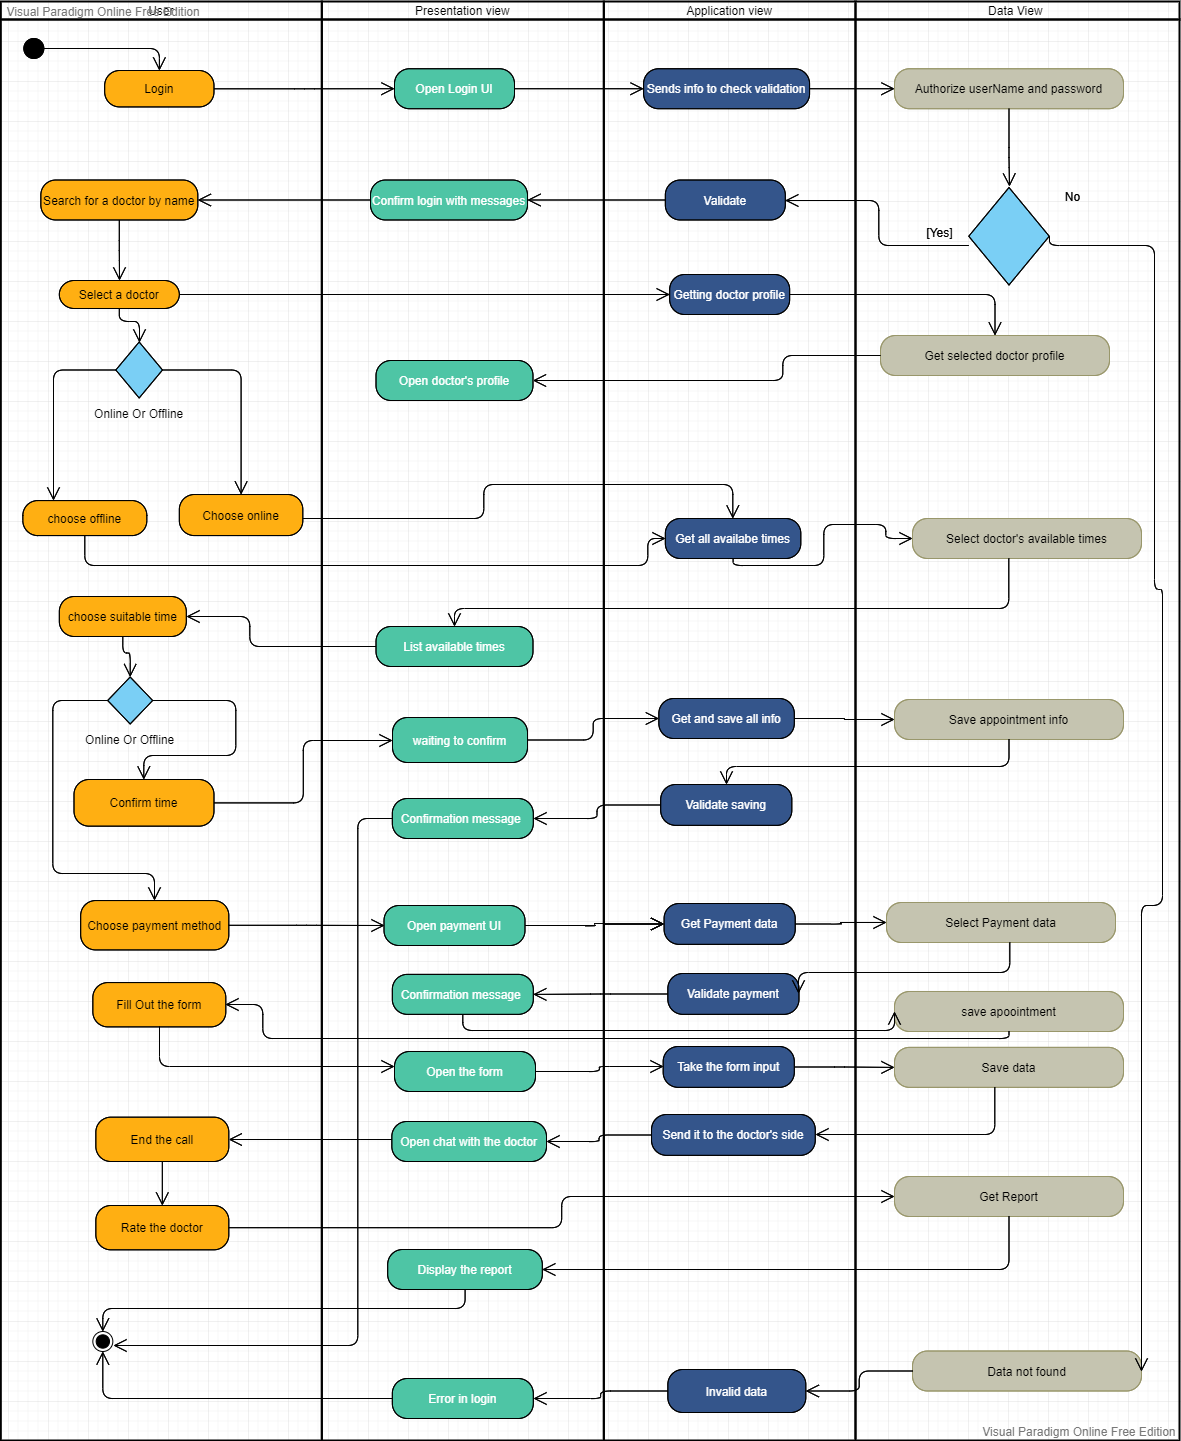 Visual Paradigm Online Free Edition
User
Presentation view
Application view
Data View
Login
Open Login UI
Sends info to check validation
Authorize userName and password
No
Search for a doctor by name
Confirm login with messages
Validate
[Yes]
Select a doctor
Getting doctor profile
Get selected doctor profile
Open doctor's profile
Online Or Offline
choose offline
Choose online
Get all availabe times
Select doctor's available times
choose suitable time
List available times
Online Or Offline
waiting to confirm
Get and save all info
Save appointment info
Confirm time
Confirmation message
Validate saving
Choose payment method
Open payment UI
Get Payment data
Select Payment data
Fill Out the form
Confirmation message
Validate payment
save apoointment
Open the form
Take the form input
Save data
End the call
Open chat with the doctor
Send it to the doctor's side
Rate the doctor
Get Report
Display the report
Error in login
Invalid data
Data not found
Visual Paradigm Online Free Edition